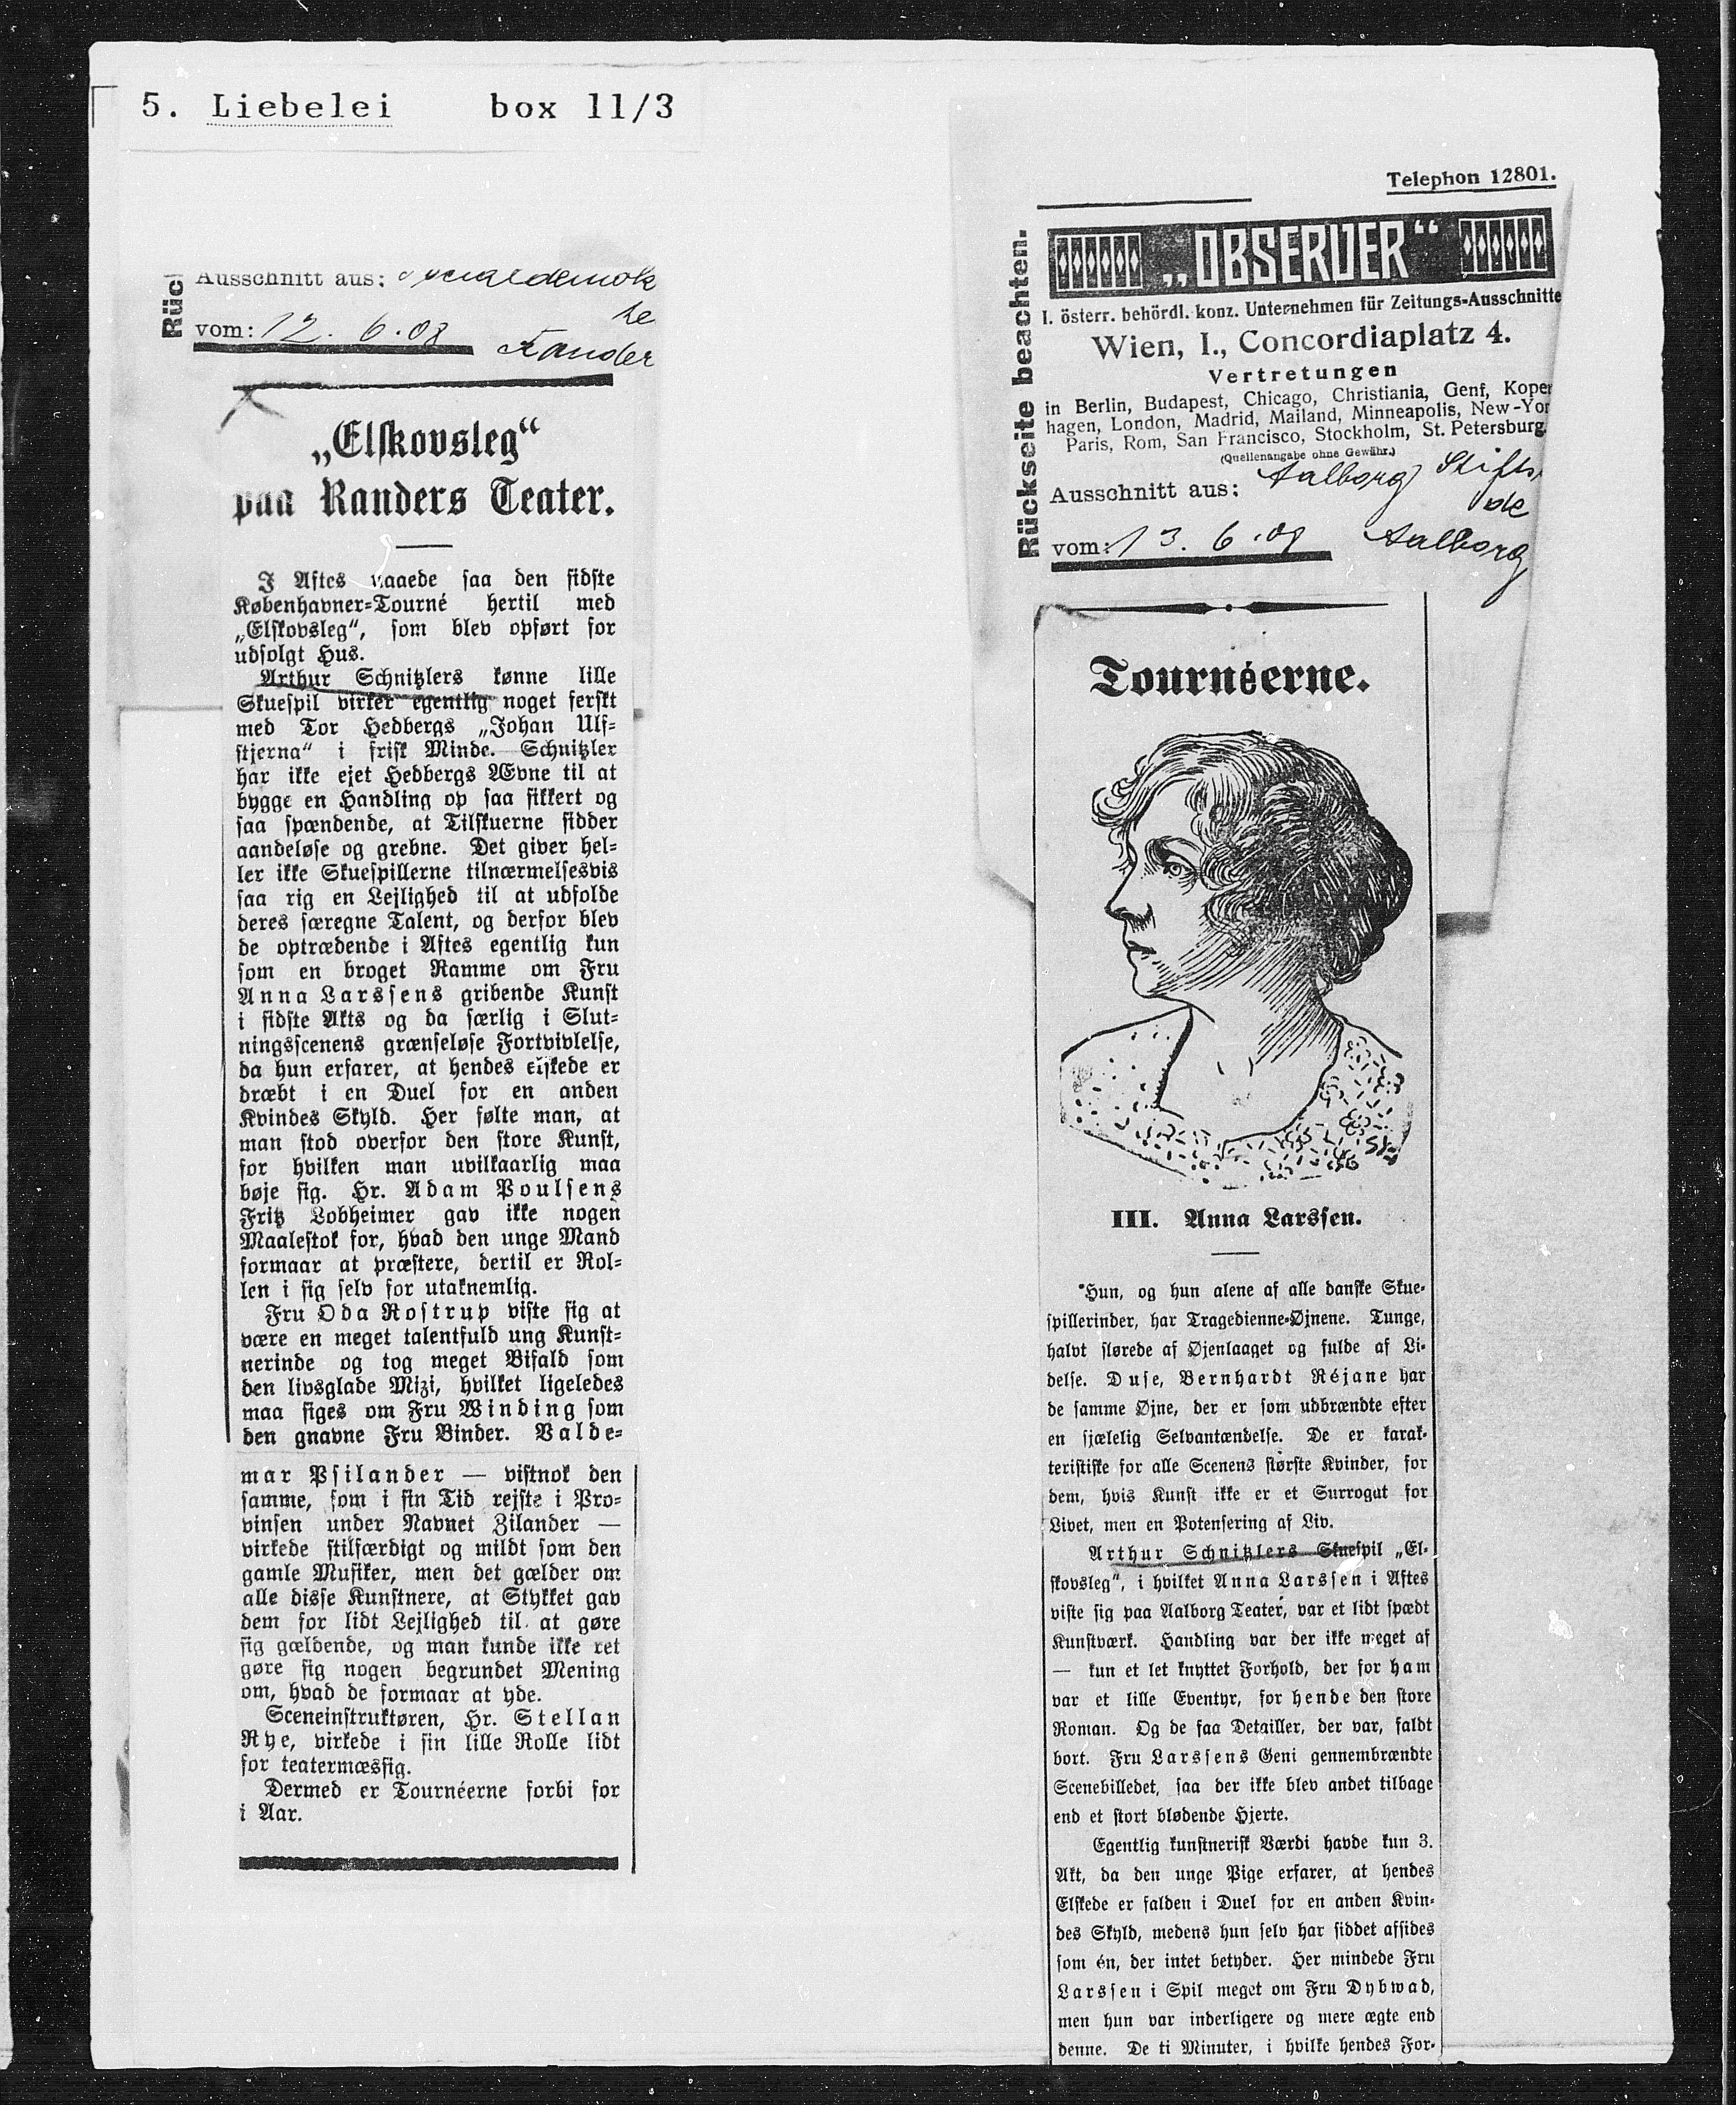 5. Liebelei box 11/3
Rüc
Ausschnitt aus:
vom: 12. 6. 08
„Elskovsleg“
paa Randers Teater.
I Aftes naaede saa den sidste
Københavner-Tourné hertil med
„Elskovsleg“, som blev opført for
udsolgt Hus.
Arthur Schnitzlers kønne lille
Skuespil virker egentlig noget ferskt
med Tor Hedbergs „Johan Ulf-
stjerna“ i frisk Minde. Schnitzler
har ikke ejet Hedbergs Ævne til at
bygge en Handling op saa sikkert og
saa spændende, at Tilskuerne sidder
aandeløse og grebne. Det giver hel-
ler ikke Skuespillerne tilnærmelsesvis
saa rig en Lejlighed til at udfolde
deres særegne Talent, og derfor blev
de optrædende i Aftes egentlig kun
som en broget Ramme om Fru
Anna Larssens gribende Kunst
i sidste Akts og da særlig i Slut-
ningsscenens grænseløse Fortvivlelse,
da hun erfarer, at hendes elskede er
dræbt i en Duel for en anden
Kvindes Skyld. Her følte man, at
man stod overfor den store Kunst,
for hvilken man uvilkaarlig maa
bøje sig. Hr. Adam Poulsens
Fritz Lobheimer gav ikke nogen
Maalestok for, hvad den unge Mand
formaar at præstere, dertil er Rol-
len i sig selv for utaknemlig.
Fru Oda Rostrup viste sig at
være en meget talentfuld ung Kunst-
nerinde og tog meget Bifald som
den livsglade Mizi, hvilket ligeledes
maa siges om Fru Winding som
den gnavne Fru Binder. Valde-
mar Psilander — vistnok den
samme, som i sin Tid rejste i Pro-
vinsen under Navnet Zilander —
virkede stilfærdigt og mildt som den
gamle Musiker, men det gælder om
alle disse Kunstnere, at Stykket gav
dem for lidt Lejlighed til at gøre
sig gældende, og man kunde ikke ret
gøre sig nogen begrundet Mening
om, hvad de formaar at yde.
Sceneinstruktøren, Hr. Stellan
Rye, virkede i sin lille Rolle lidt
for teatermæssig.
Dermed er Tournéerne forbi for
i Aar.
Telephon 12801.
Rückseite beachten.
„OBSERVER“
I. österr. behördl. konz. Unternehmen für Zeitungs-Ausschnitte
Wien, I., Concordiaplatz 4.
Vertretungen
in Berlin, Budapest, Chicago, Christiania, Genf, Kopen
hagen, London, Madrid, Mailand, Minneapolis, New-Yor
Paris, Rom, San Francisco, Stockholm, St. Petersburg.
(Quellenangabe ohne Gewähr.)
Ausschnitt aus: Aalborg Stifts
de
vom: 13. 6. 08 Aalborg
Tournéerne.
III. Anna Larssen.
Hun, og hun alene af alle danske Skue-
spillerinder, har Tragedienne-Øjnene. Tunge,
halvt slørede af Øjenlaaget og fulde af Li-
delse. Duse, Bernhardt Réjane har
de samme Øjne, der er som udbrændte efter
en sjælelig Selvantændelse. De er karak-
teristiske for alle Scenens største Kvinder, for
dem, hvis Kunst ikke er et Surrogat for
Livet, men en Potensering af Liv.
Arthur Schnitzlers Skuespil „El-
skovsleg“, i hvilket Anna Larssen i Aftes
viste sig paa Aalborg Teater, var et lidt spædt
Kunstværk. Handling var der ikke meget af
— kun et let knyttet Forhold, der for ham
var et lille Eventyr, for hende den store
Roman. Og de faa Detailler, der var, faldt
bort. Fru Larssens Geni gennembrændte
Scenebilledet, saa der ikke blev andet tilbage
end et stort blødende Hjerte.
Egentlig kunstnerisk Værdi havde kun 3.
Akt, da den unge Pige erfarer, at hendes
Elskede er falden i Duel for en anden Kvin-
des Skyld, medens hun selv har siddet afsides
som én, der intet betyder. Her mindede Fru
Larssen i Spil meget om Fru Dybwad,
men hun var inderligere og mere ægte end
denne. De ti Minuter, i hvilke hendes For-